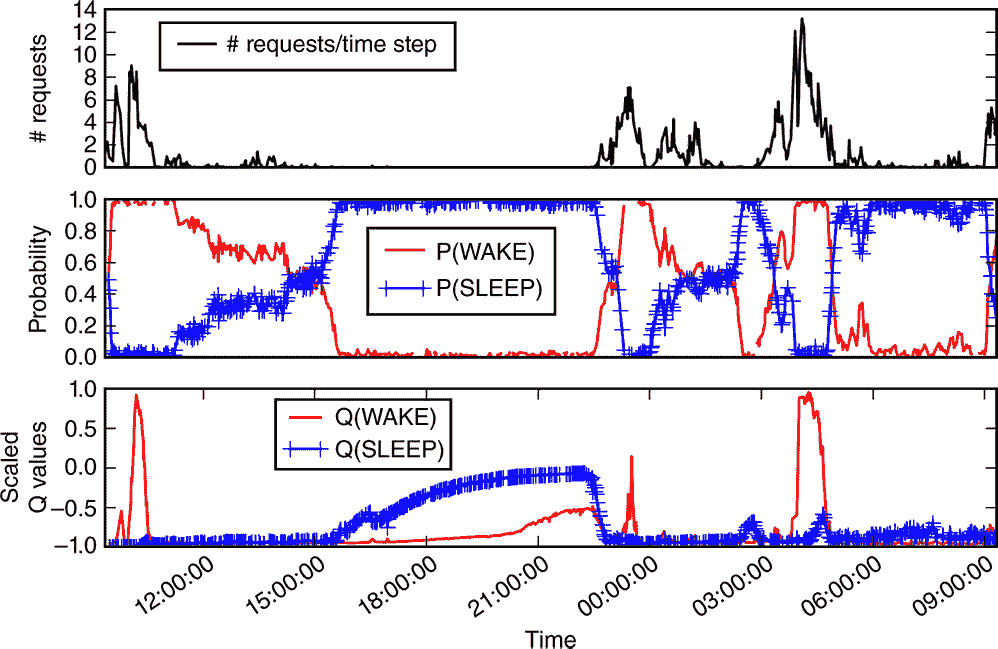 14
12
10
8
6
4
2
0
# requests
# requests/time step
1.0
0.8
0.6
0.4
0.2
0.0
Probability
P(WAKE)
P(SLEEP)
1.0
0.5
0.0
−0.5
−1.0
Scaled
Q values
Q(WAKE)
Q(SLEEP)
12:00:00
15:00:00
18:00:00
21:00:00
00:00:00
03:00:00
06:00:00
09:00:00
Time